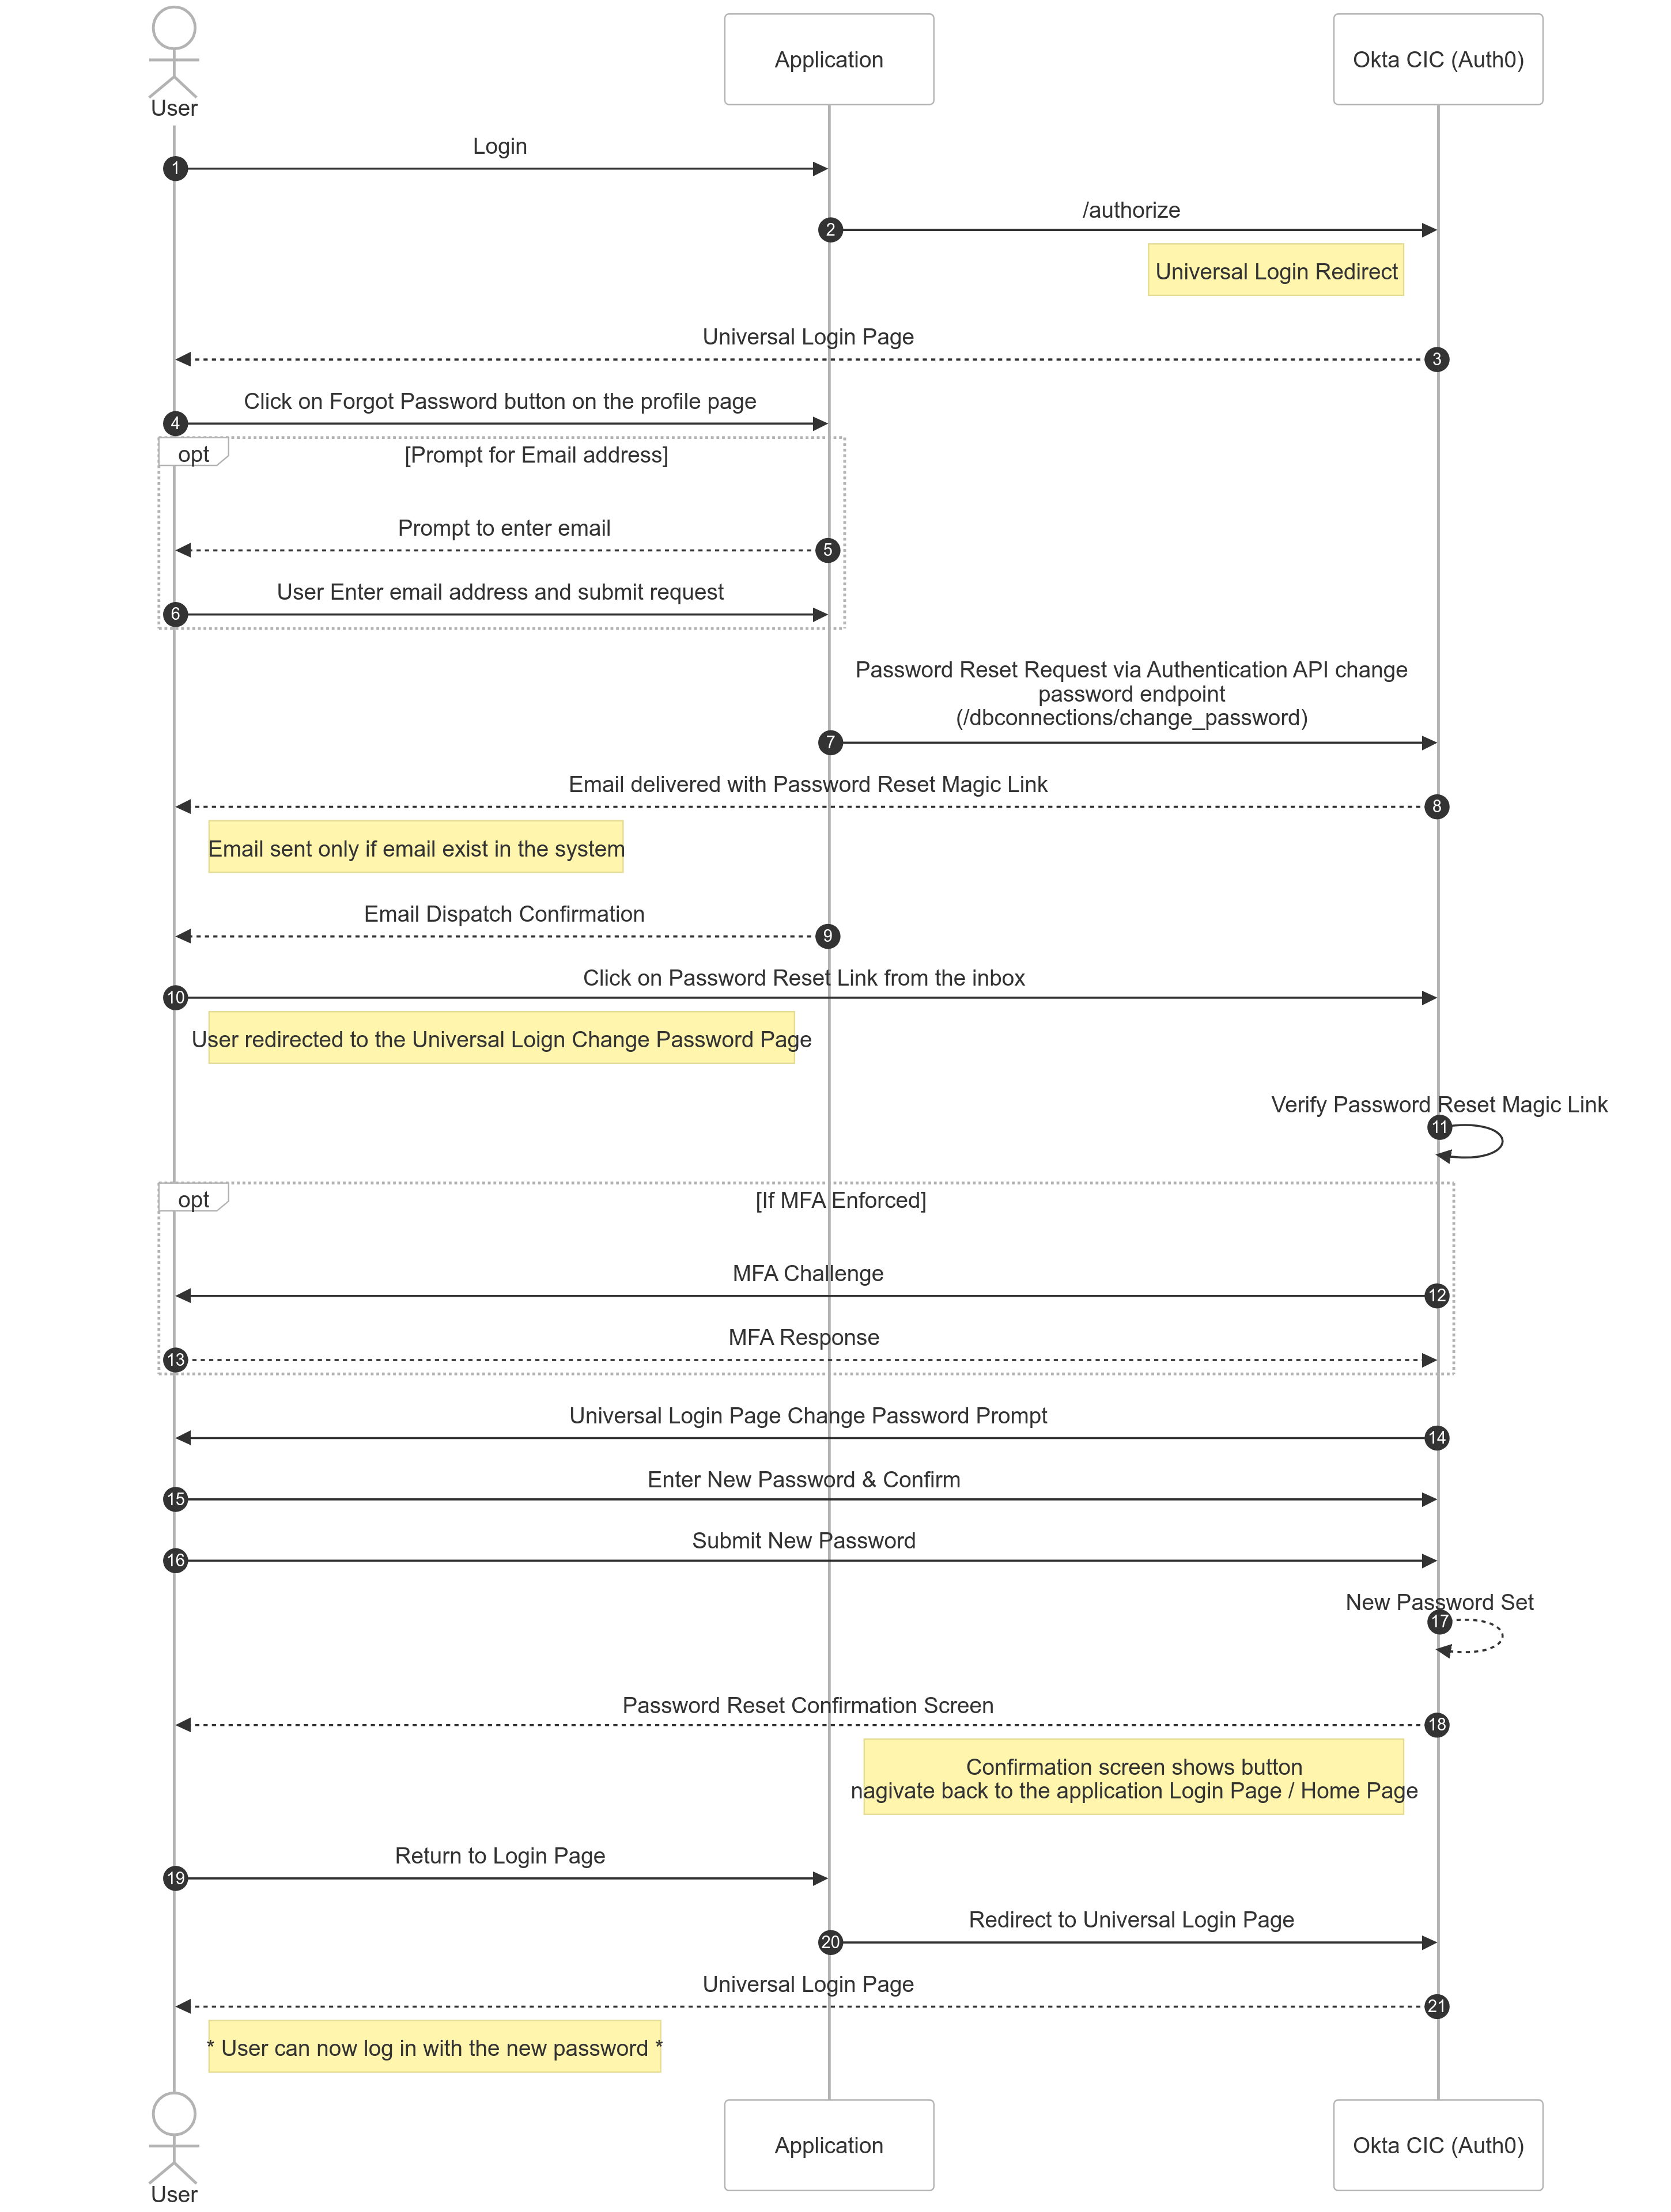 User
Application
Okta CIC (Auth0)
Login
1
/authorize
2
Universal Login Redirect
Universal Login Page
3
Click on Forgot Password button on the profile page
4
opt
[Prompt for Email address]
Prompt to enter email
5
User Enter email address and submit request
6
Password Reset Request via Authentication API change
password endpoint
(/dbconnections/change_password)
7
Email delivered with Password Reset Magic Link
8
Email sent only if email exist in the system
Email Dispatch Confirmation
9
Click on Password Reset Link from the inbox
10
User redirected to the Universal Loign Change Password Page
Verify Password Reset Magic Link
11
opt
[If MFA Enforced]
MFA Challenge
12
MFA Response
13
Universal Login Page Change Password Prompt
14
Enter New Password & Confirm
15
Submit New Password
16
New Password Set
17
Password Reset Confirmation Screen
18
Confirmation screen shows button
nagivate back to the application Login Page / Home Page
Return to Login Page
19
Redirect to Universal Login Page
20
Universal Login Page
21
* User can now log in with the new password *
User
Application
Okta CIC (Auth0)